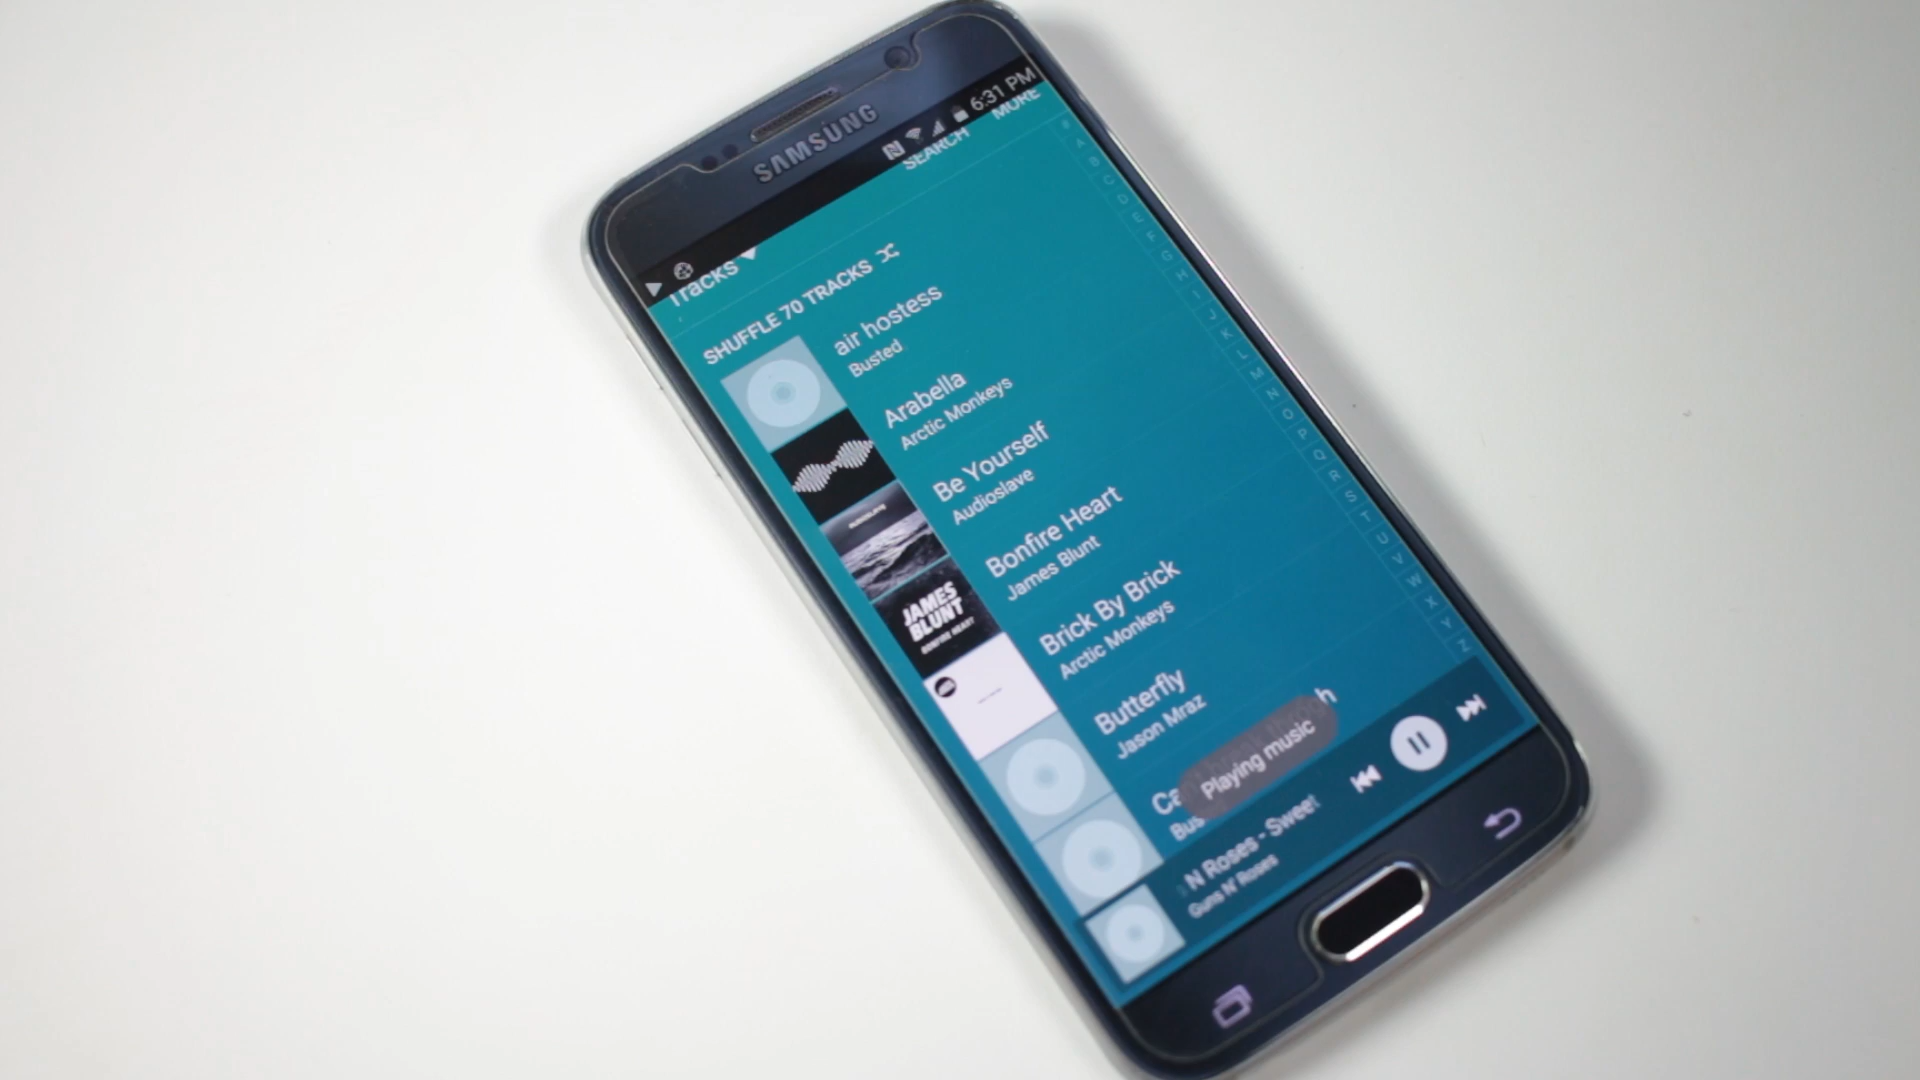 SAMSUNG
6:31 PM
SEARCH
MORE
Tracks
SHUFFLE 70 TRACKS
air hostess
Busted
Arabella
Arctic Monkeys
Be Yourself
Audioslave
Bonfire Heart
James Blunt
JAMES
BLUNT
BONFIRE HEART
Brick By Brick
Arctic Monkeys
Butterfly
Jason Mraz
Playing music
N Roses - Sweet
Guns N' Roses
A
B
C
D
E
F
G
H
I
J
K
L
M
N
O
P
Q
R
S
T
U
V
W
X
Y
Z